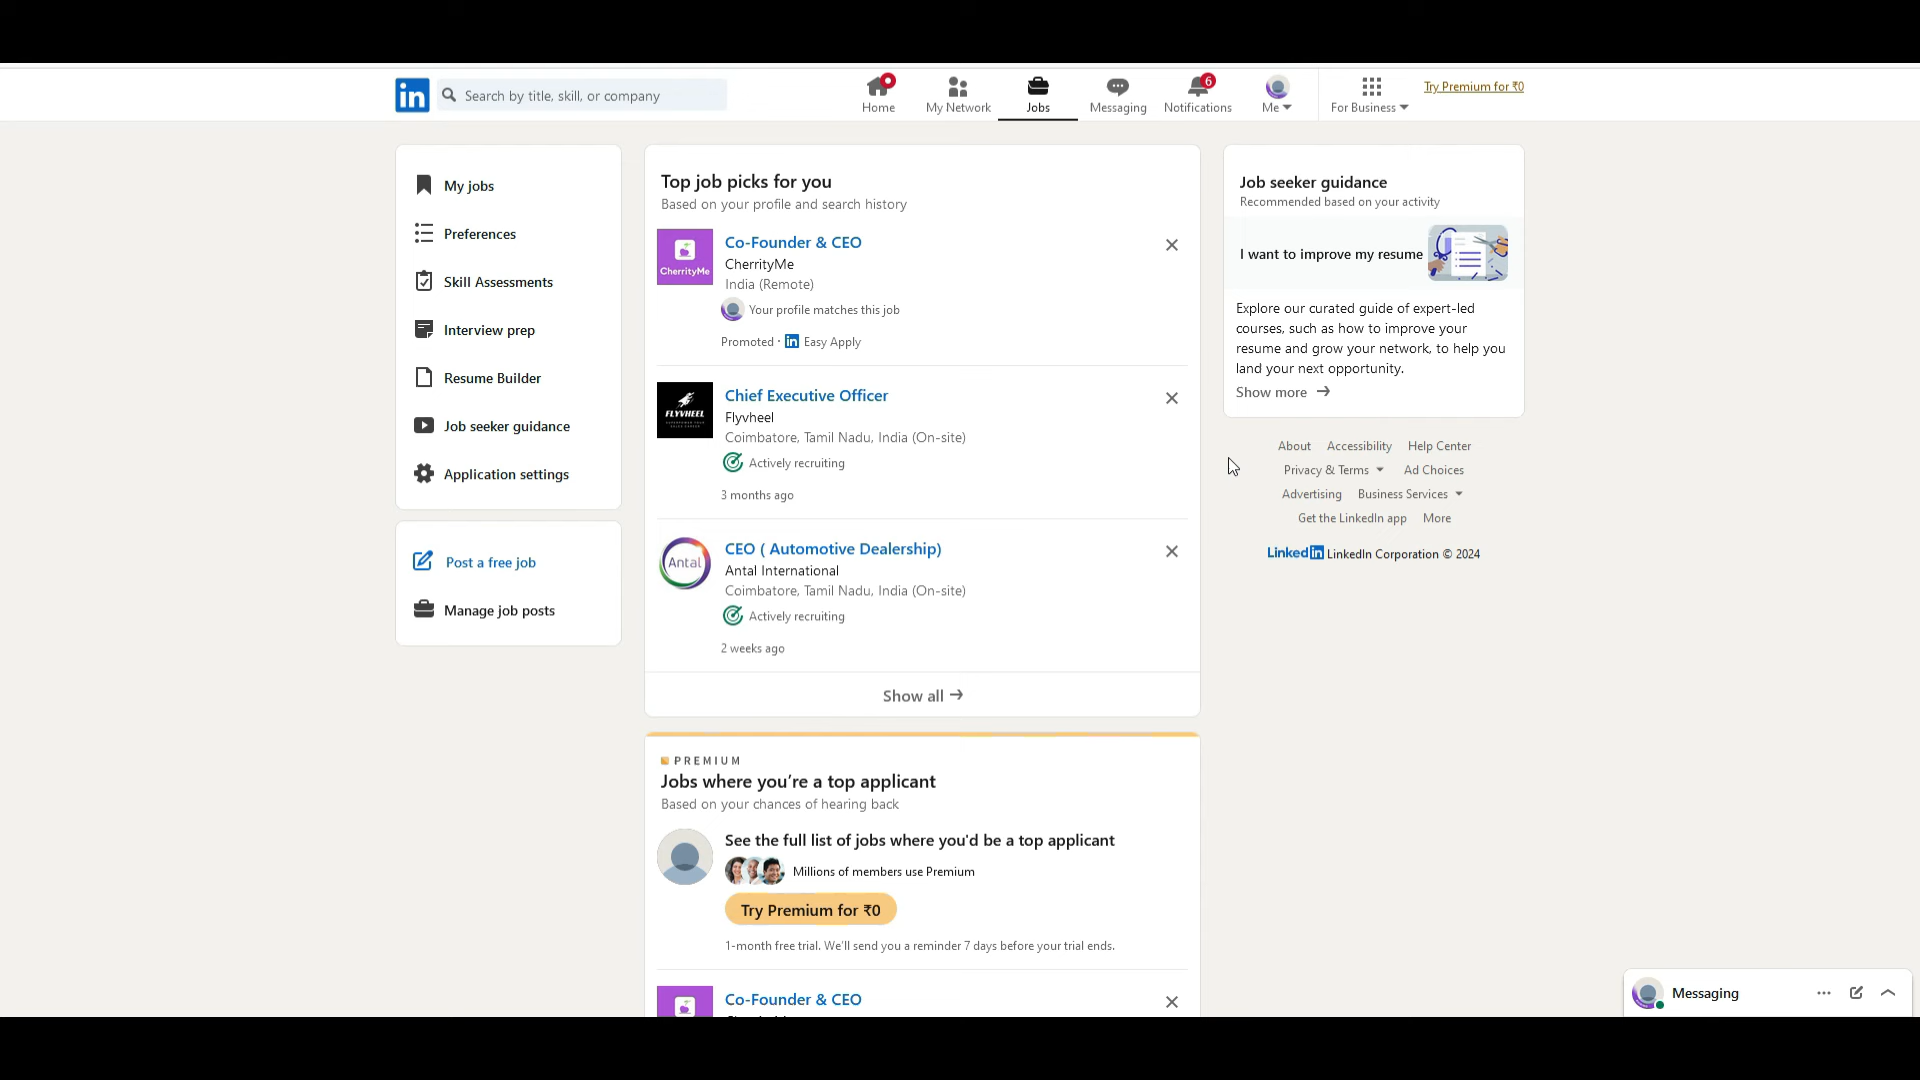 in
Search by title, skill, or company
Home
My Network
Jobs
Messaging
6
Notifications
Me
For Business
Try Premium for ₹0
My jobs
Preferences
Skill Assessments
Interview prep
Resume Builder
Job seeker guidance
Application settings
Post a free job
Manage job posts
Top job picks for you
Based on your profile and search history
CherrityMe
Co-Founder & CEO
CherrityMe
India (Remote)
Your profile matches this job
Promoted · in Easy Apply
FLYVHEEL
Chief Executive Officer
Flyvheel
Coimbatore, Tamil Nadu, India (On-site)
Actively recruiting
3 months ago
Antal
CEO ( Automotive Dealership)
Antal International
Coimbatore, Tamil Nadu, India (On-site)
Actively recruiting
2 weeks ago
Show all →
PREMIUM
Jobs where you’re a top applicant
Based on your chances of hearing back
See the full list of jobs where you'd be a top applicant
Millions of members use Premium
Try Premium for ₹0
1-month free trial. We'll send you a reminder 7 days before your trial ends.
Co-Founder & CEO
Job seeker guidance
Recommended based on your activity
I want to improve my resume
Explore our curated guide of expert-led
courses, such as how to improve your
resume and grow your network, to help you
land your next opportunity.
Show more →
About Accessibility Help Center
Privacy & Terms Ad Choices
Advertising Business Services
Get the LinkedIn app More
LinkedIn LinkedIn Corporation © 2024
Messaging